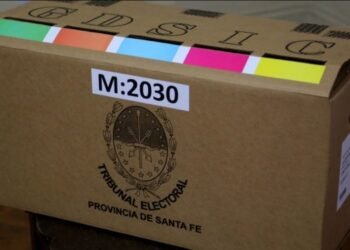 G D S I C
M:2030
TRIBUNAL ELECTORAL
PROVINCIA DE SANTA FE